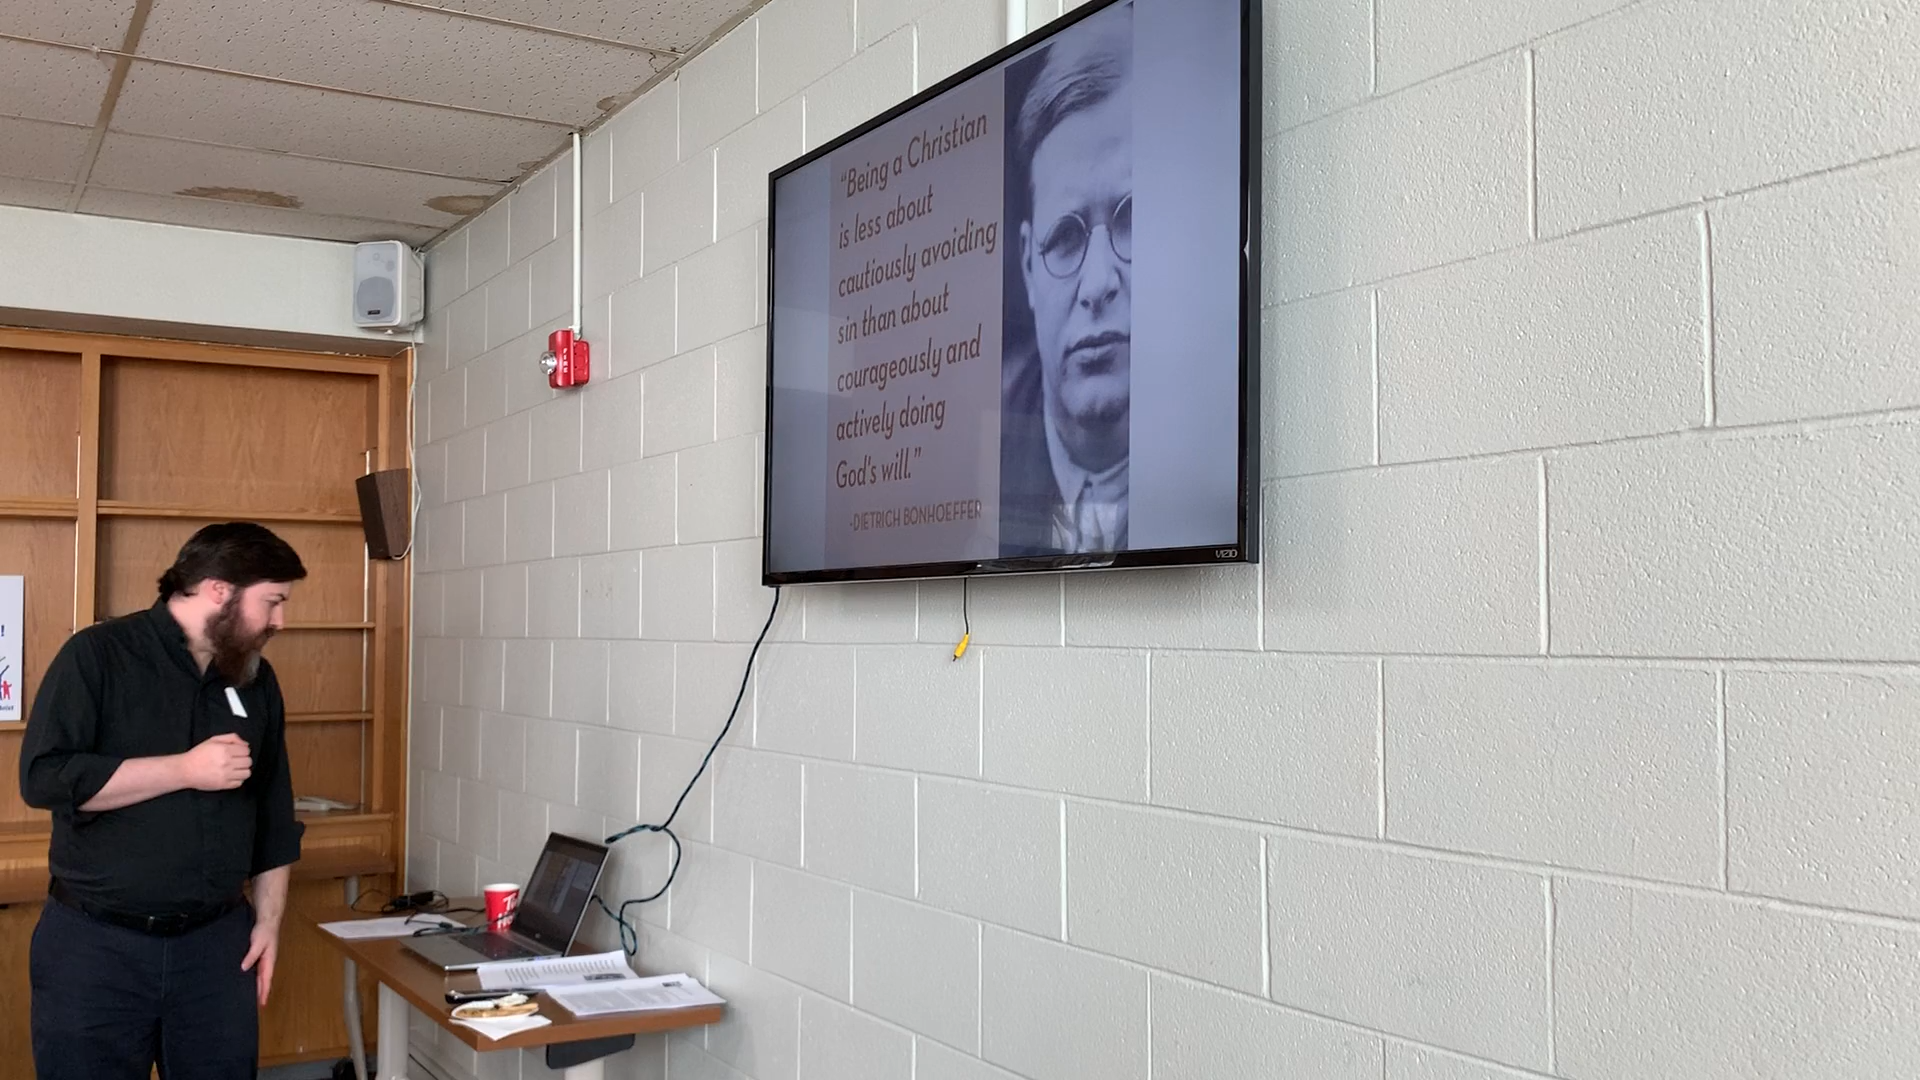 “Being a Christian
is less about
cautiously avoiding
sin than about
courageously and
actively doing
God's will.”
-DIETRICH BONHOEFFER
VIZIO
FIRE
!